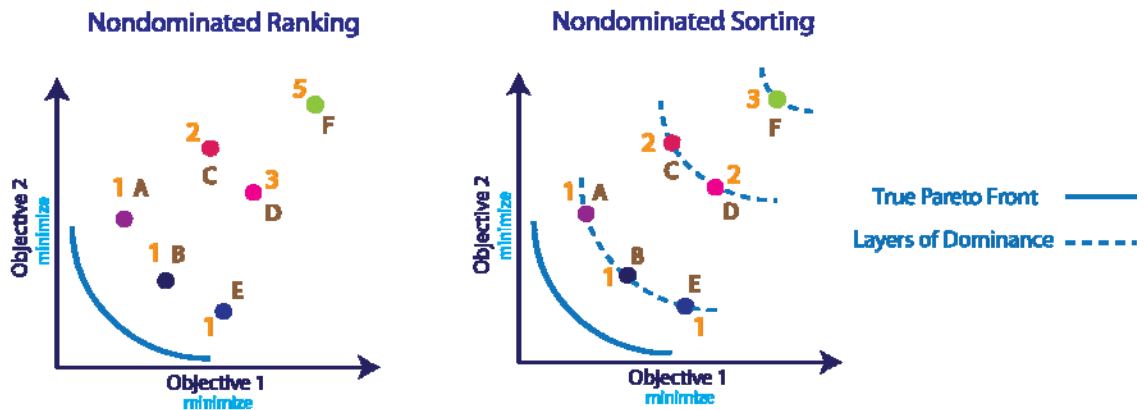 Nondominated Ranking
5
F
2
C
3
D
1 A
1 B
E
1
Objective 2
minimize
Objective 1
minimize
Nondominated Sorting
3
F
2
C
2
D
1 A
B
1
E
1
Objective 2
minimize
Objective 1
minimize
True Pareto Front
Layers of Dominance